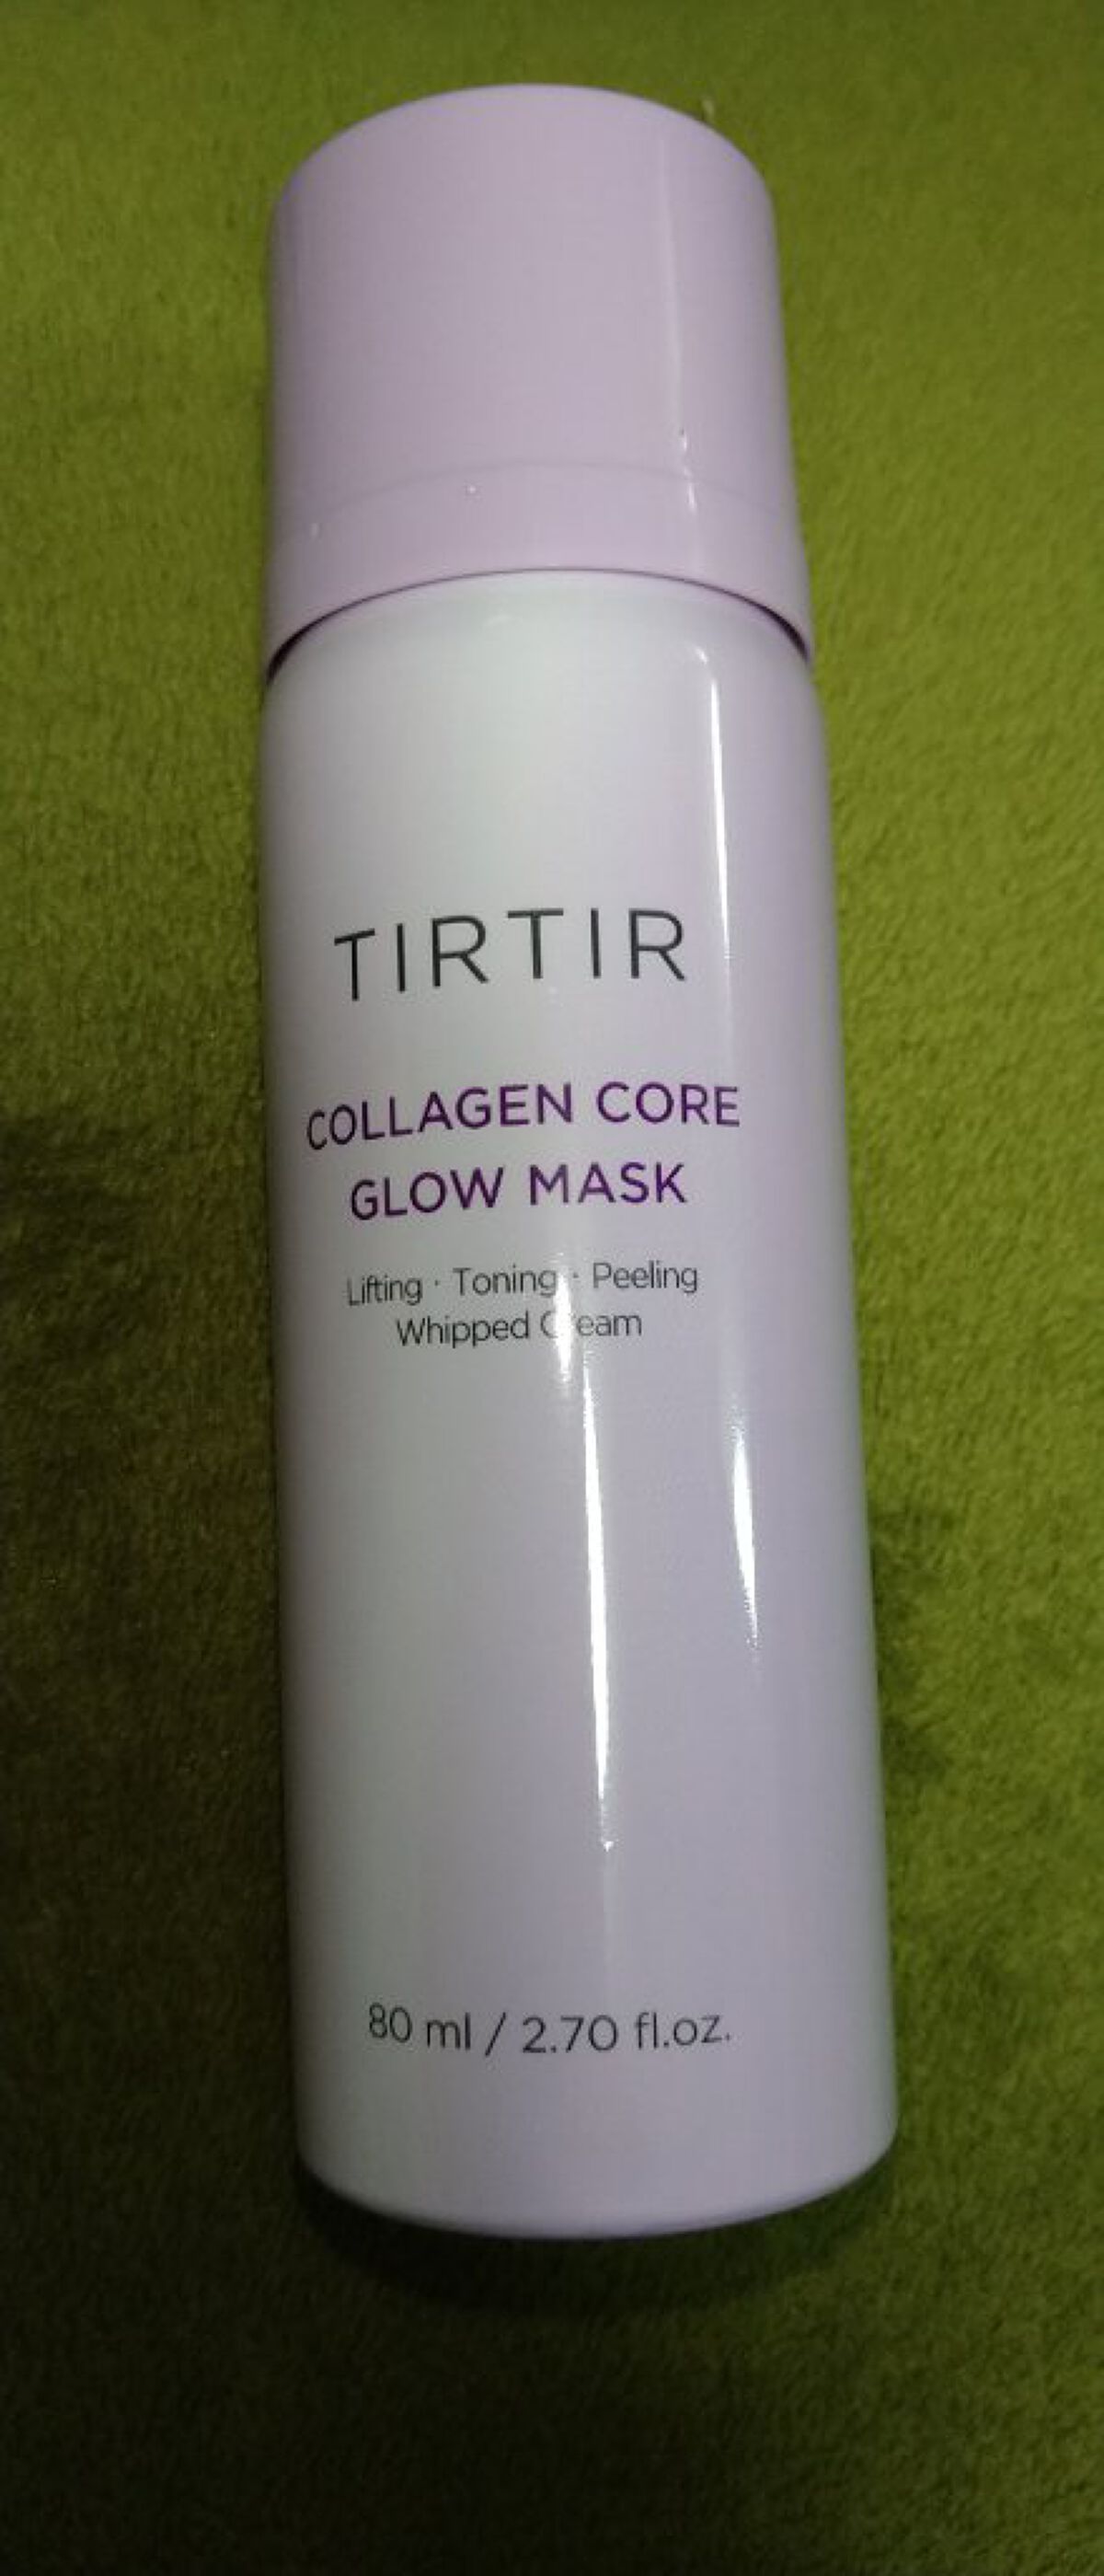 TIRTIR
COLLAGEN CORE
GLOW MASK
Lifting · Toning · Peeling
Whipped Cream
80 ml / 2.70 fl.oz.